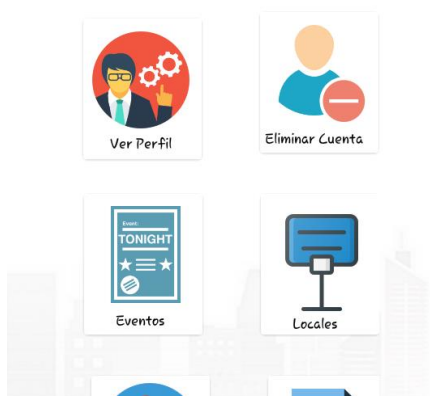 Ver Perfil
Eliminar Cuenta
Event:
TONIGHT
Eventos
Locales